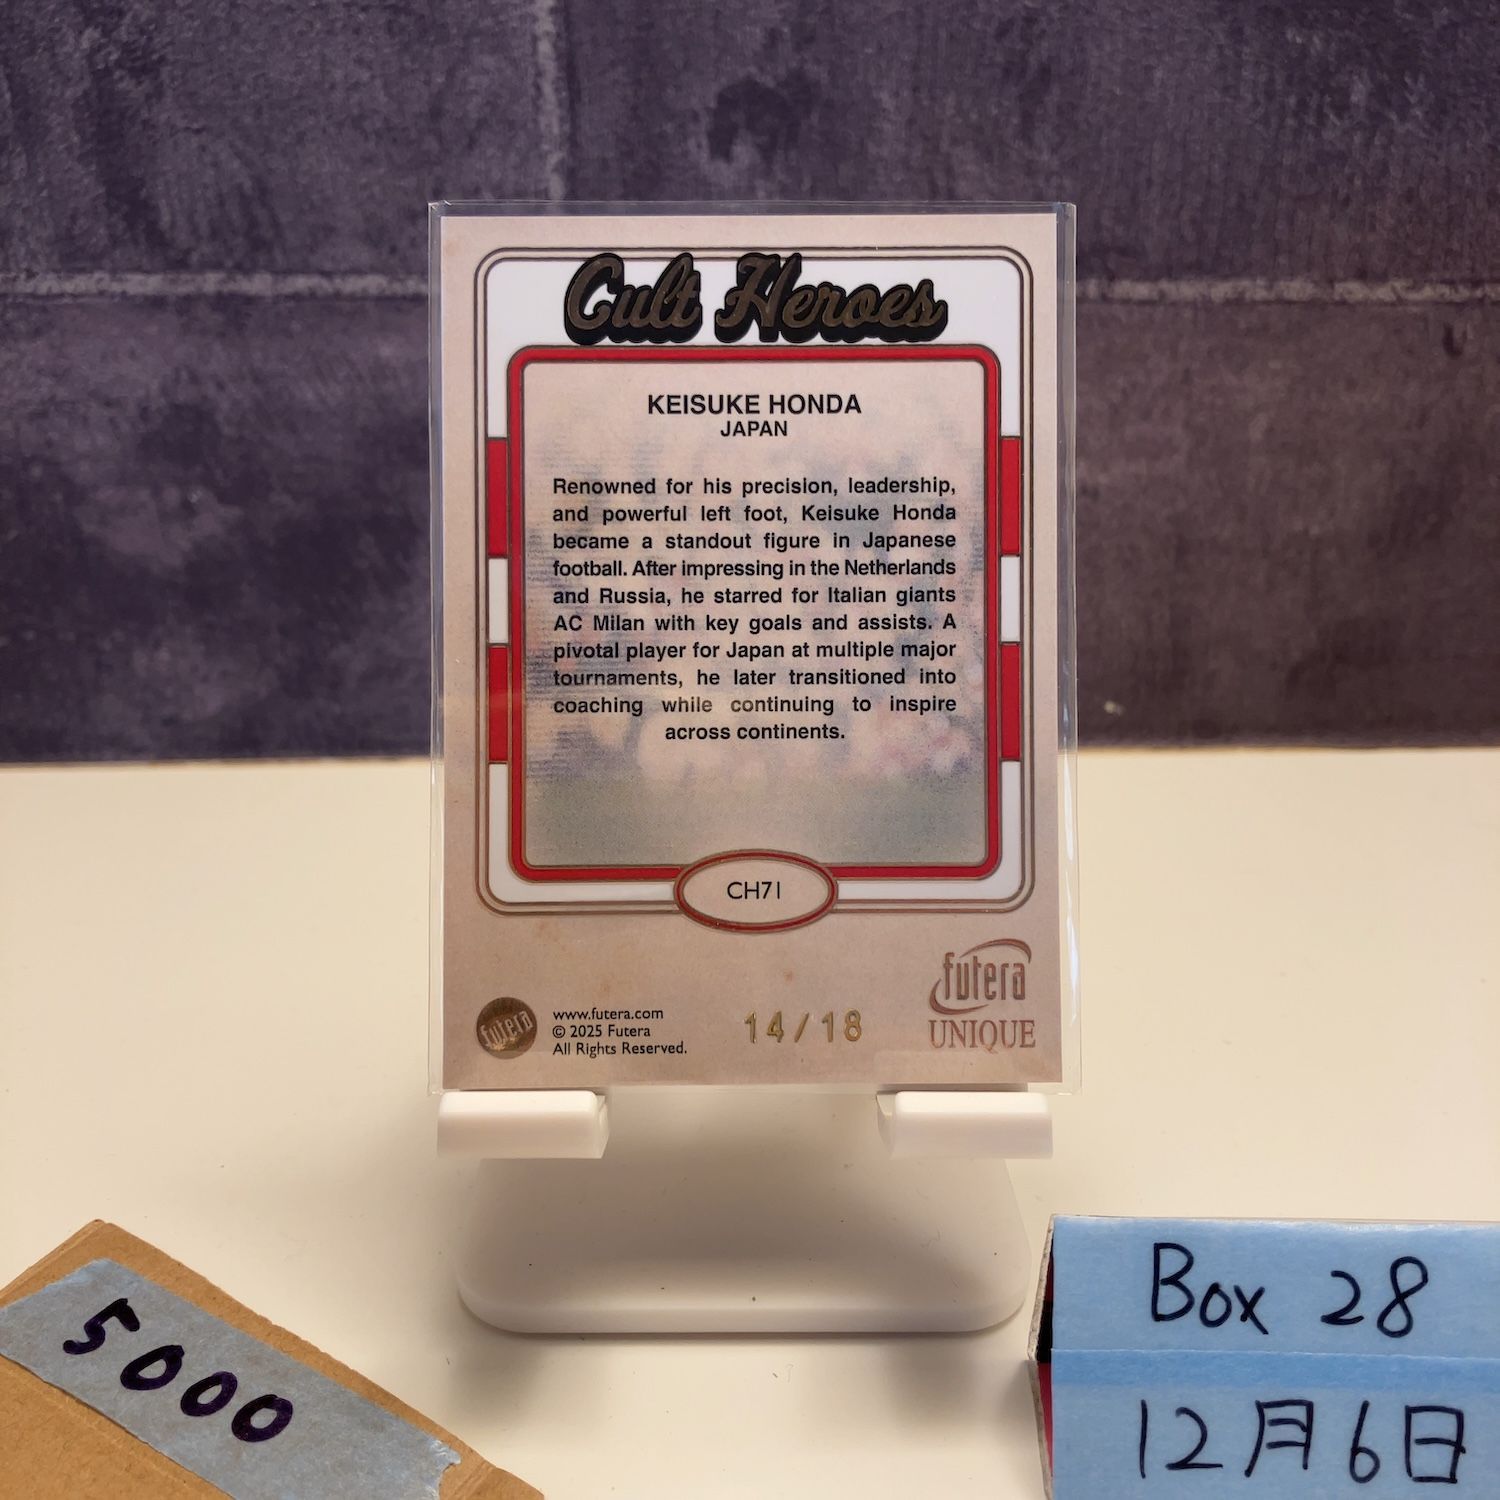 Cult Heroes
KEISUKE HONDA
JAPAN
Renowned for his precision, leadership,
and powerful left foot, Keisuke Honda
became a standout figure in Japanese
football. After impressing in the Netherlands
and Russia, he starred for Italian giants
AC Milan with key goals and assists. A
pivotal player for Japan at multiple major
tournaments, he later transitioned into
coaching while continuing to inspire
across continents.
CH71
futera
www.futera.com
© 2025 Futera
All Rights Reserved.
14/18
futera
UNIQUE
5000
Box 28
12月6日